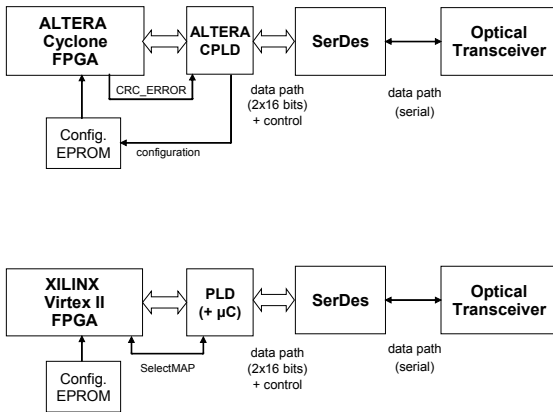 ALTERA
Cyclone
FPGA
ALTERA
CPLD
SerDes
Optical
Transceiver
CRC_ERROR
data path
(2x16 bits)
+ control
data path
(serial)
Config.
EPROM
configuration
XILINX
Virtex II
FPGA
PLD
(+ µC)
SerDes
Optical
Transceiver
SelectMAP
data path
(2x16 bits)
+ control
data path
(serial)
Config.
EPROM